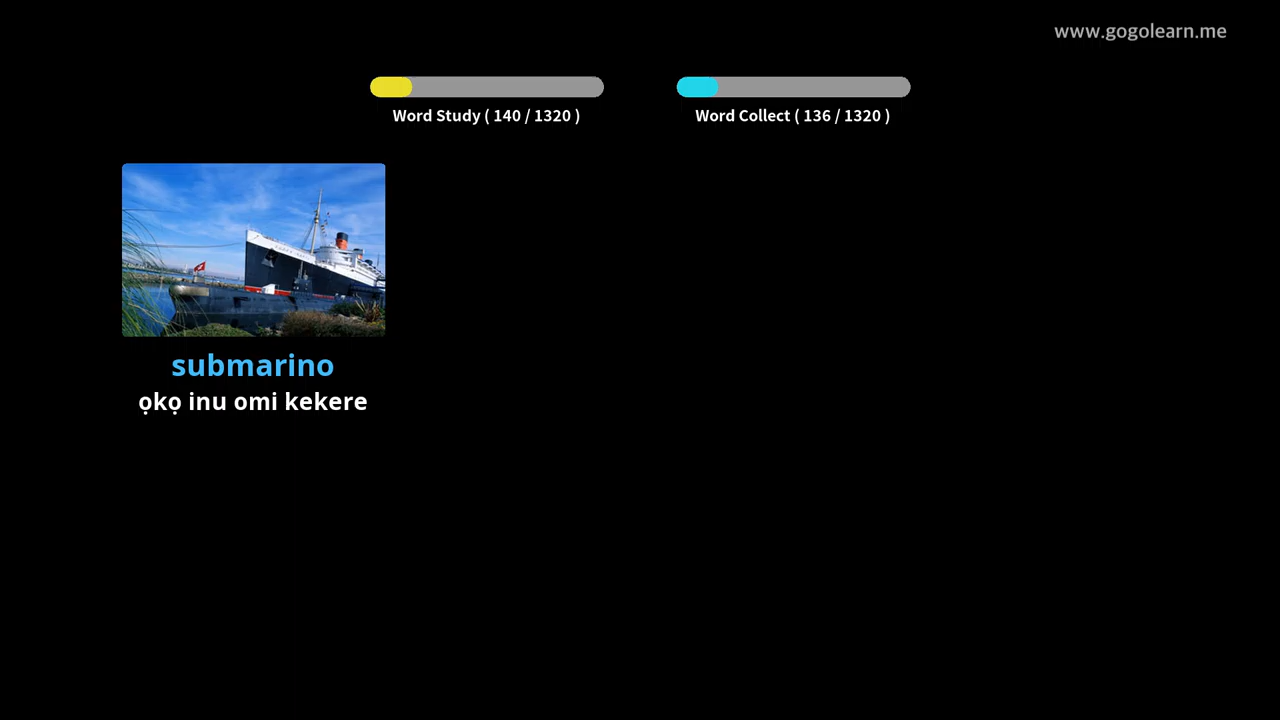 www.gogolearn.me
Word Study ( 140 / 1320 )
Word Collect ( 136 / 1320 )
submarino
ọkọ inu omi kekere